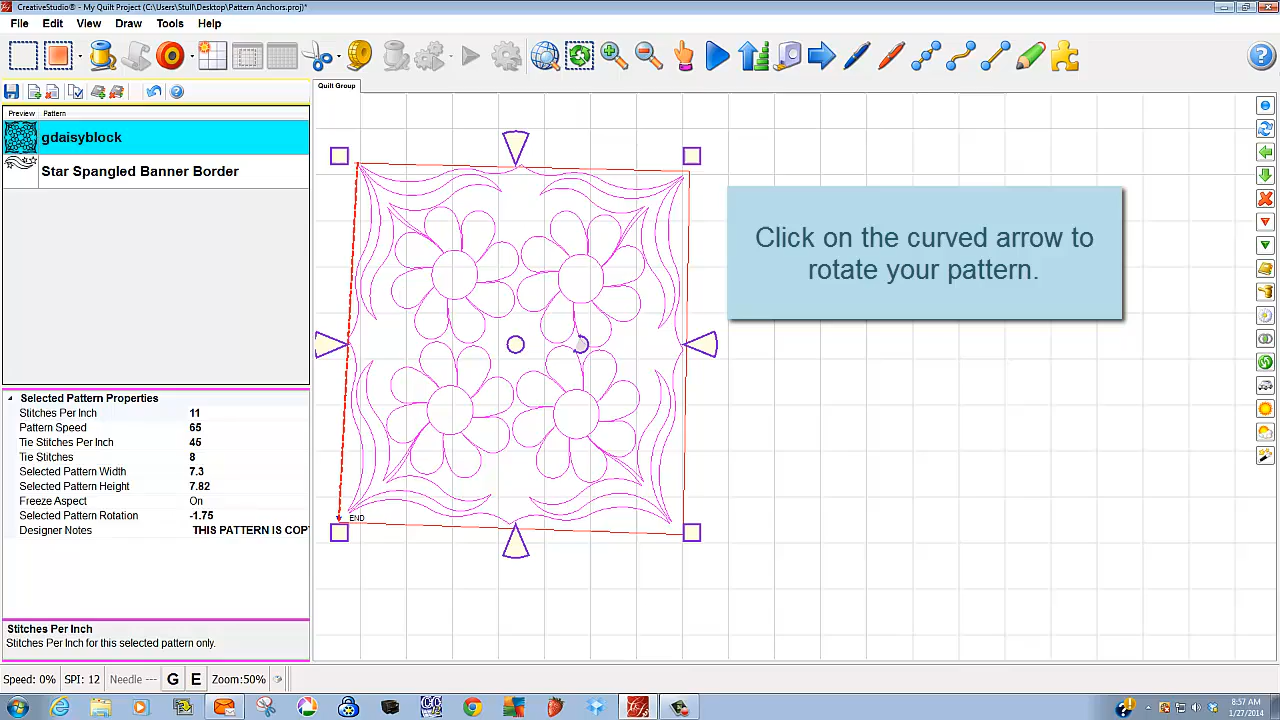 CreativeStudio® - My Quilt Project (C:\Users\Stull\Desktop\Pattern Anchors.proj)*
File Edit View Draw Tools Help
Quilt Group
Preview Pattern
gdaisyblock
Star Spangled Banner Border
Click on the curved arrow to
rotate your pattern.
END
Selected Pattern Properties
Stitches Per Inch 11
Pattern Speed 65
Tie Stitches Per Inch 45
Tie Stitches 8
Selected Pattern Width 7.3
Selected Pattern Height 7.82
Freeze Aspect On
Selected Pattern Rotation -1.75
Designer Notes THIS PATTERN IS COP
Stitches Per Inch
Stitches Per Inch for this selected pattern only.
Speed: 0% SPI: 12 Needle --- G E Zoom:50%
8:57 AM
1/27/2014